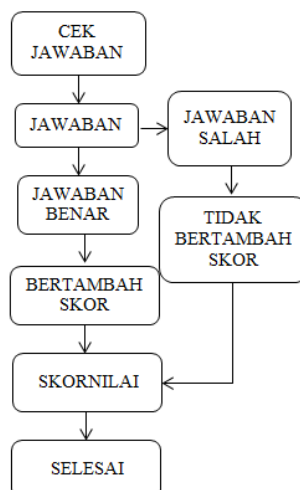 CEK
JAWABAN
JAWABAN
JAWABAN
SALAH
JAWABAN
BENAR
TIDAK
BERTAMBAH
SKOR
BERTAMBAH
SKOR
SKORNILAI
SELESAI